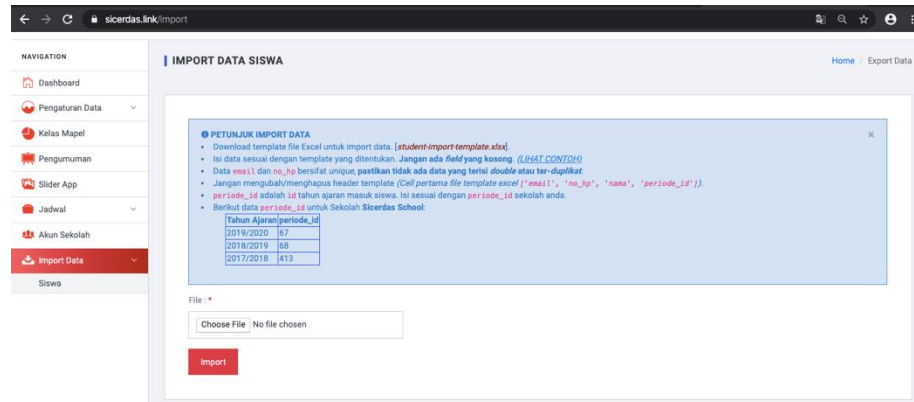 sicerdas.link/import
NAVIGATION
Dashboard
Pengaturan Data
Kelas Mapel
Pengumuman
Slider App
Jadwal
Akun Sekolah
Import Data
Siswa
IMPORT DATA SISWA
Home / Export Data
PETUNJUK IMPORT DATA
×
• Download template file Excel untuk import data. [student-import-template.xlsx].
• Isi data sesuai dengan template yang ditentukan. Jangan ada field yang kosong. (LIHAT CONTOH)
• Data email dan no_hp bersifat unique, pastikan tidak ada data yang terisi double atau ter-duplikat.
• Jangan mengubah/menghapus header template (Cell pertama file template excel ['email', 'no_hp', 'nama', 'periode_id']).
• periode_id adalah id tahun ajaran masuk siswa. Isi sesuai dengan periode_id sekolah anda.
• Berikut data periode_id untuk Sekolah Sicerdas School:
Tahun Ajaran periode_id
2019/2020 67
2018/2019 68
2017/2018 413
File : *
Choose File No file chosen
Import